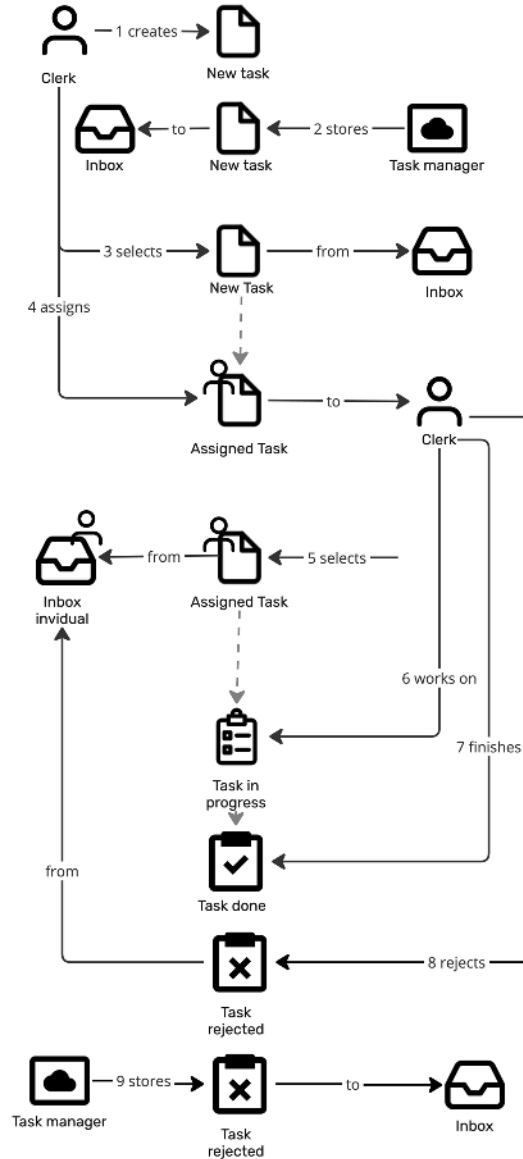 1 creates
Clerk
New task
to
2 stores
Inbox
New task
Task manager
3 selects
from
New Task
Inbox
4 assigns
to
Assigned Task
Clerk
from
5 selects
Assigned Task
Inbox
invidual
6 works on
7 finishes
Task in
progress
from
Task done
8 rejects
Task
rejected
9 stores
to
Task manager
Inbox
Task
rejected